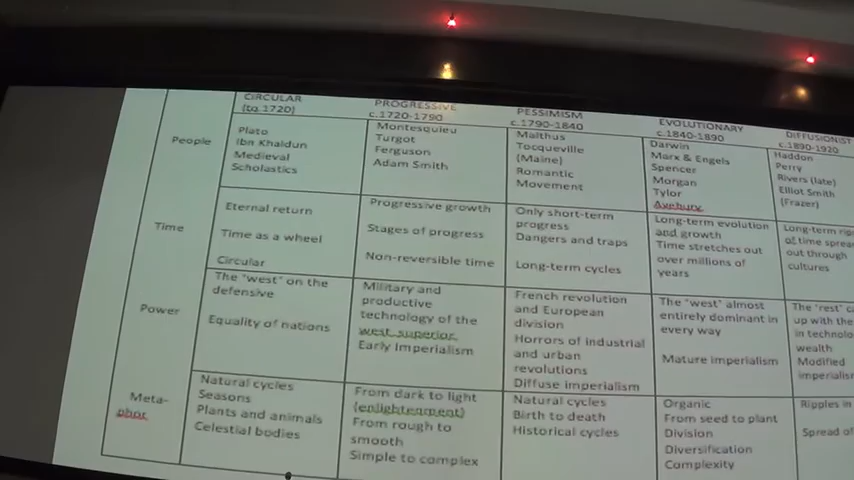 CIRCULAR
(to 1720)
PROGRESSIVE
c.1720-1790
PESSIMISM
c.1790-1840
EVOLUTIONARY
c.1840-1890
DIFFUSIONIST
c.1890-1920
People
Plato
Ibn Khaldun
Medieval
Scholastics
Montesquieu
Turgot
Ferguson
Adam Smith
Malthus
Tocqueville
(Maine)
Romantic
Movement
Darwin
Marx & Engels
Spencer
Morgan
Tylor
Avebury
Haddon
Perry
Rivers (late)
Elliot Smith
(Frazer)
Time
Eternal return
Time as a wheel
Circular
Progressive growth
Stages of progress
Non-reversible time
Only short-term
progress
Dangers and traps
Long-term cycles
Long-term evolution
and growth
Time stretches out
over millions of
years
Long-term
of time
out through
cultures
Power
The "west" on the
defensive
Equality of nations
Military and
productive
technology of the
west superior
Early Imperialism
French revolution
and European
division
Horrors of industrial
and urban
revolutions
Diffuse imperialism
The "west" almost
entirely dominant in
every way
Mature imperialism
The "rest"
up with the
in
wealth
Modified
Meta-
phor
Natural cycles
Seasons
Plants and animals
Celestial bodies
From dark to light
(enlightenment)
From rough to
smooth
Simple to complex
Natural cycles
Birth to death
Historical cycles
Organic
From seed to plant
Division
Diversification
Complexity
Ripples in
Spread of